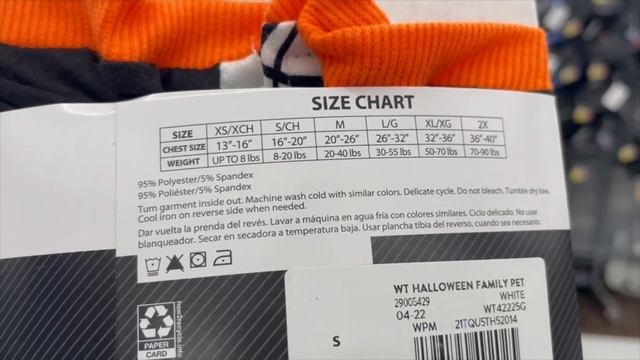 SIZE CHART
SIZE XS/XCH S/CH M L/G XL/XG 2X
CHEST SIZE 13"-16" 16"-20" 20"-26" 26"-32" 32"-36" 36"-40"
WEIGHT UP TO 8 lbs 8-20 lbs 20-40 lbs 30-55 lbs 50-70 lbs 70-90 lbs
95% Polyester/5% Spandex
95% Poliéster/5% Spandex
Turn garment inside out. Machine wash cold with similar colors. Delicate cycle. Do not bleach. Tumble dry low.
Cool iron on reverse side when needed.
Dar vuelta la prenda del revés. Lavar a máquina en agua fria con colores similares. Ciclo delicado. No usar
blanqueador. Secar en secadora a temperatura baja. Usar plancha tibia del reverso, cuando sea necesario.
how2recycle.info
PAPER
CARD
S
WT HALLOWEEN FAMILY PET
29005429 WHITE
04-22 WT4222SG
WPM 21TQU5TH52014